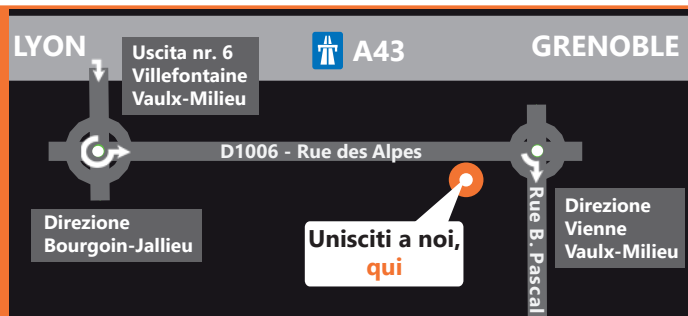 LYON
Uscita nr. 6
Villefontaine
Vaulx-Milieu
A43
GRENOBLE
D1006 - Rue des Alpes
Direzione
Bourgoin-Jallieu
Unisciti a noi,
qui
Rue B. Pascal
Direzione
Vienne
Vaulx-Milieu